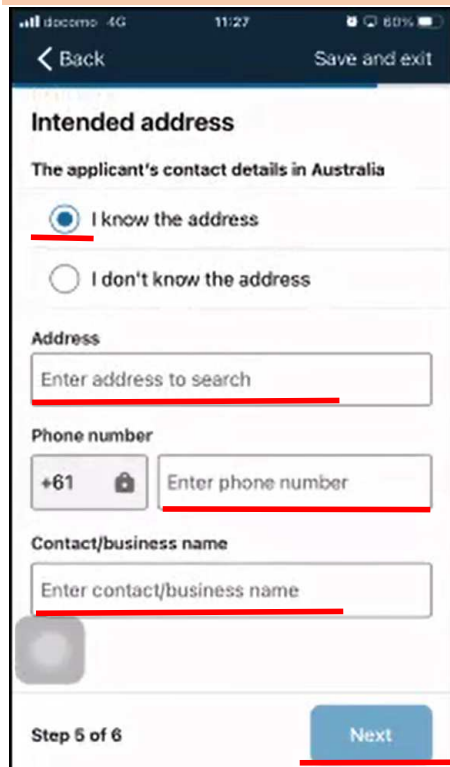 docomo 4G 11:27 60%
Back Save and exit
Intended address
The applicant's contact details in Australia
I know the address
I don't know the address
Address
Enter address to search
Phone number
+61 Enter phone number
Contact/business name
Enter contact/business name
Step 5 of 6 Next